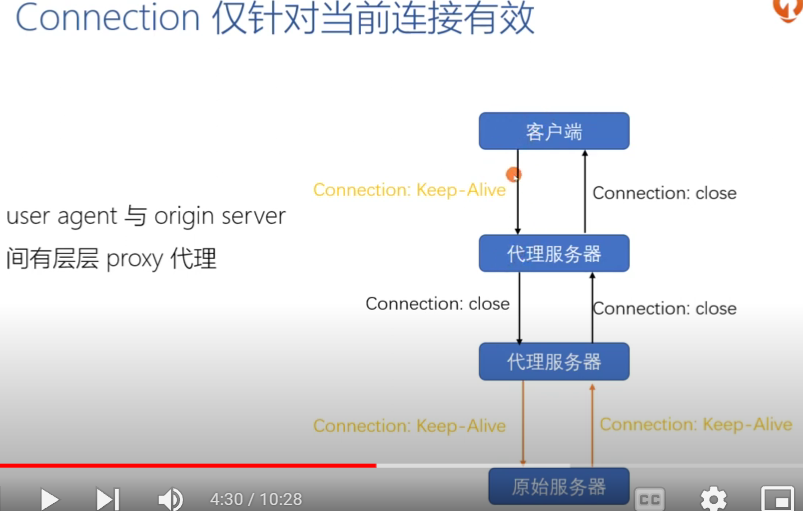 Connection 仅针对当前连接有效
客户端
Connection: Keep-Alive
Connection: close
user agent 与 origin server
间有层层 proxy 代理
代理服务器
Connection: close
Connection: close
代理服务器
Connection: Keep-Alive
Connection: Keep-Alive
原始服务器
4:30 / 10:28
CC